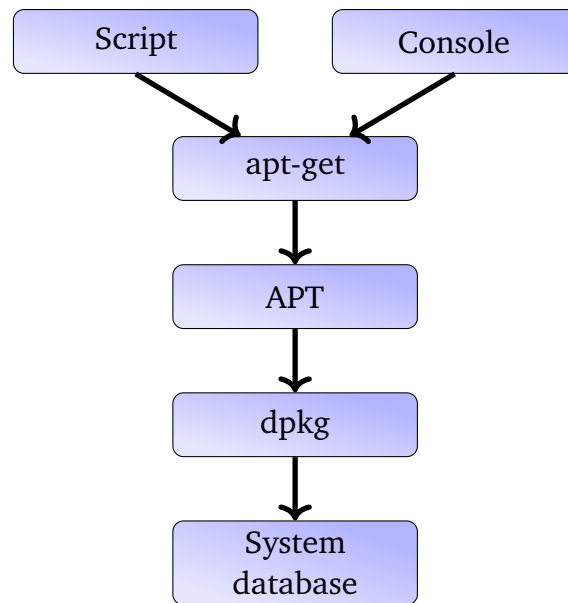 Script
Console
apt-get
APT
dpkg
System
database